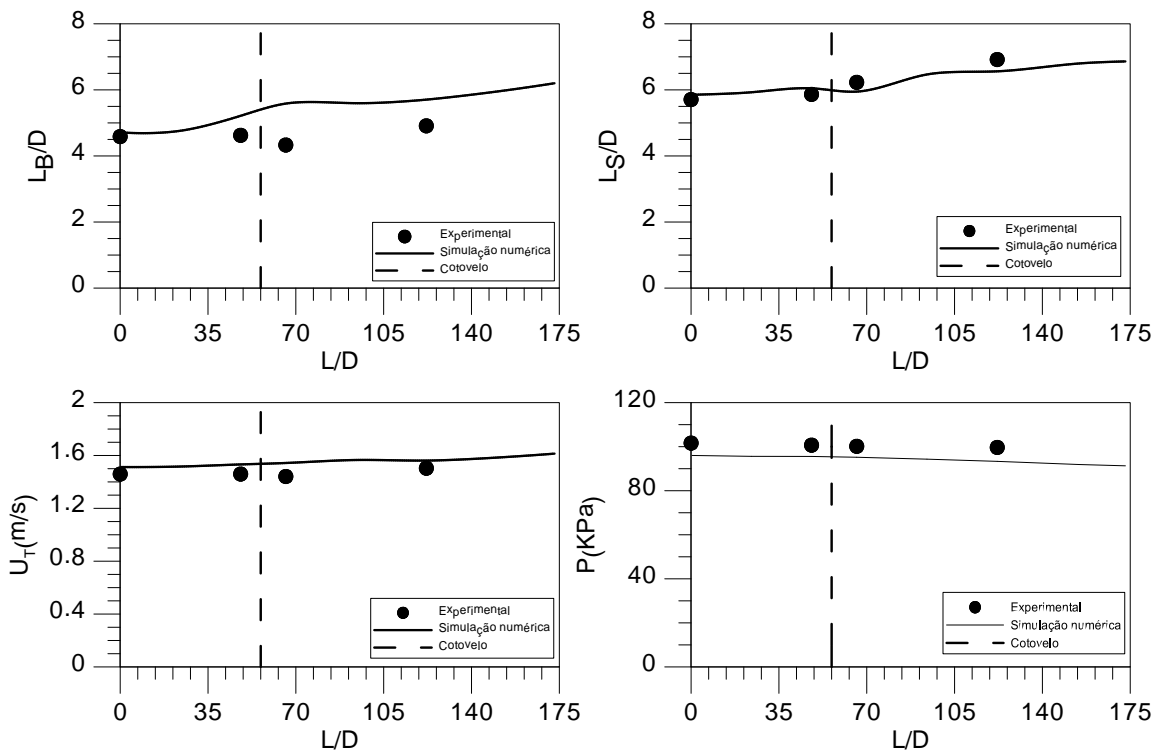 8
6
4
2
0
L_B/D
0 35 70 105 140 175
L/D
Experimental
Simulação numérica
Cotovelo
8
6
4
2
0
L_S/D
0 35 70 105 140 175
L/D
Experimental
Simulação numérica
Cotovelo
2
1.6
1.2
0.8
0.4
0
U_T(m/s)
0 35 70 105 140 175
L/D
Experimental
Simulação numérica
Cotovelo
120
80
40
0
P(KPa)
0 35 70 105 140 175
L/D
Experimental
Simulação numérica
Cotovelo